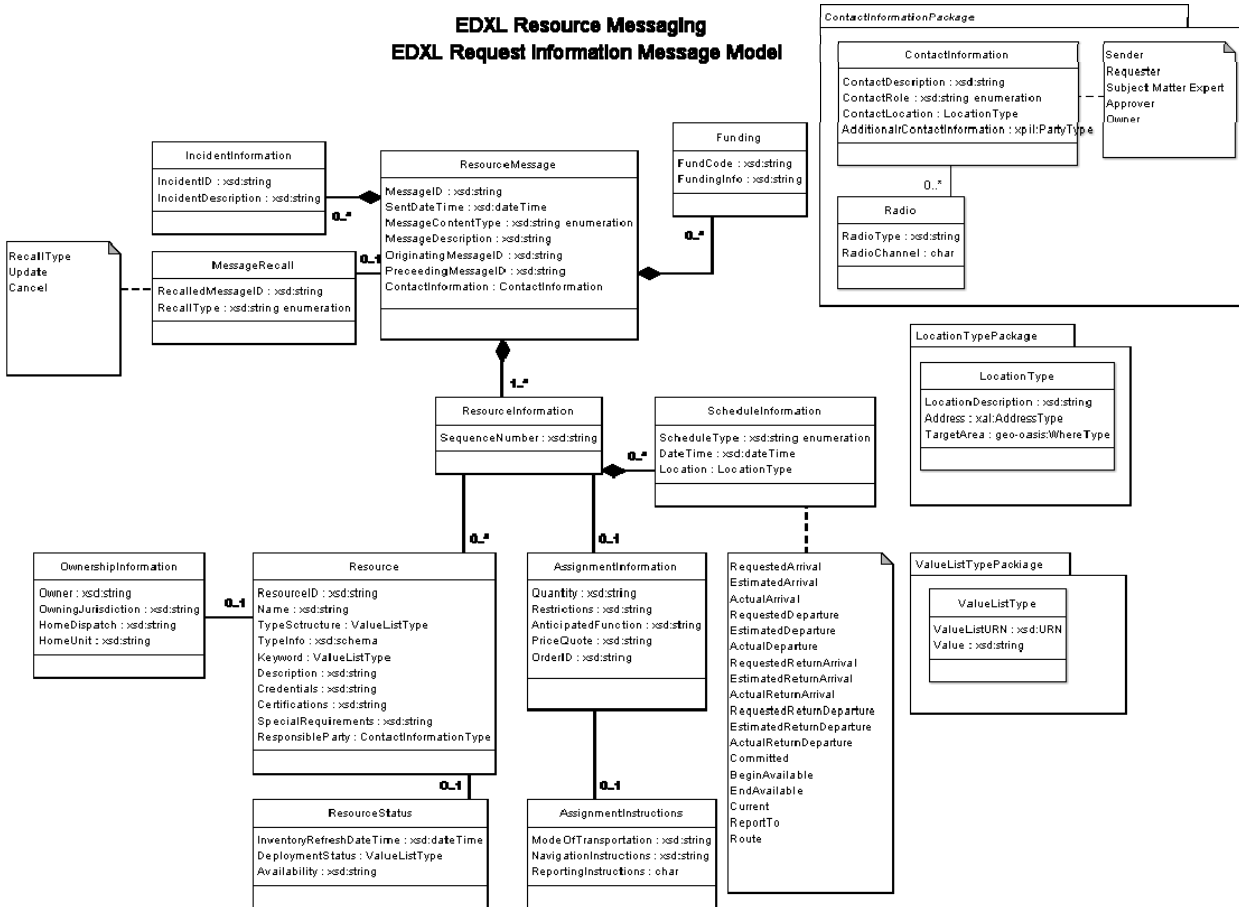 EDXL Resource Messaging
EDXL Request Information Message Model
ContactInformationPackage
ContactInformation
ContactDescription : xsd:string
ContactRole : xsd:string enumeration
ContactLocation : LocationType
AdditionalrContactInformation : xpil:PartyType
Sender
Requester
Subject Matter Expert
Approver
Owner
0..*
Radio
RadioType : xsd:string
RadioChannel : char
IncidentInformation
IncidentID : xsd:string
IncidentDescription : xsd:string
0..*
ResourceMessage
MessageID : xsd:string
SentDateTime : xsd:dateTime
MessageContentType : xsd:string enumeration
MessageDescription : xsd:string
OriginatingMessageID : xsd:string
PreceedingMessageID : xsd:string
ContactInformation : ContactInformation
Funding
FundCode : xsd:string
FundingInfo : xsd:string
0..*
RecallType
Update
Cancel
MessageRecall
RecalledMessageID : xsd:string
RecallType : xsd:string enumeration
0..1
LocationTypePackage
LocationType
LocationDescription : xsd:string
Address : xal:AddressType
TargetArea : geo-oasis:WhereType
1..*
ResourceInformation
SequenceNumber : xsd:string
0..*
ScheduleInformation
ScheduleType : xsd:string enumeration
DateTime : xsd:dateTime
Location : LocationType
0..*
0..1
OwnershipInformation
Owner : xsd:string
OwningJurisdiction : xsd:string
HomeDispatch : xsd:string
HomeUnit : xsd:string
0..1
Resource
ResourceID : xsd:string
Name : xsd:string
TypeSctructure : ValueListType
TypeInfo : xsd:schema
Keyword : ValueListType
Description : xsd:string
Credentials : xsd:string
Certifications : xsd:string
SpecialRequirements : xsd:string
ResponsibleParty : ContactInformationType
AssignmentInformation
Quantity : xsd:string
Restrictions : xsd:string
AnticipatedFunction : xsd:string
PriceQuote : xsd:string
OrderID : xsd:string
RequestedArrival
EstimatedArrival
ActualArrival
RequestedDeparture
EstimatedDeparture
ActualDeparture
RequestedReturnArrival
EstimatedReturnArrival
ActualReturnArrival
RequestedReturnDeparture
EstimatedReturnDeparture
ActualReturnDeparture
Committed
BeginAvailable
EndAvailable
Current
ReportTo
Route
ValueListTypePackiage
ValueListType
ValueListURN : xsd:URN
Value : xsd:string
0..1
ResourceStatus
InventoryRefreshDateTime : xsd:dateTime
DeploymentStatus : ValueListType
Availability : xsd:string
0..1
AssignmentInstructions
ModeOfTransportation : xsd:string
NavigationInstructions : xsd:string
ReportingInstructions : char